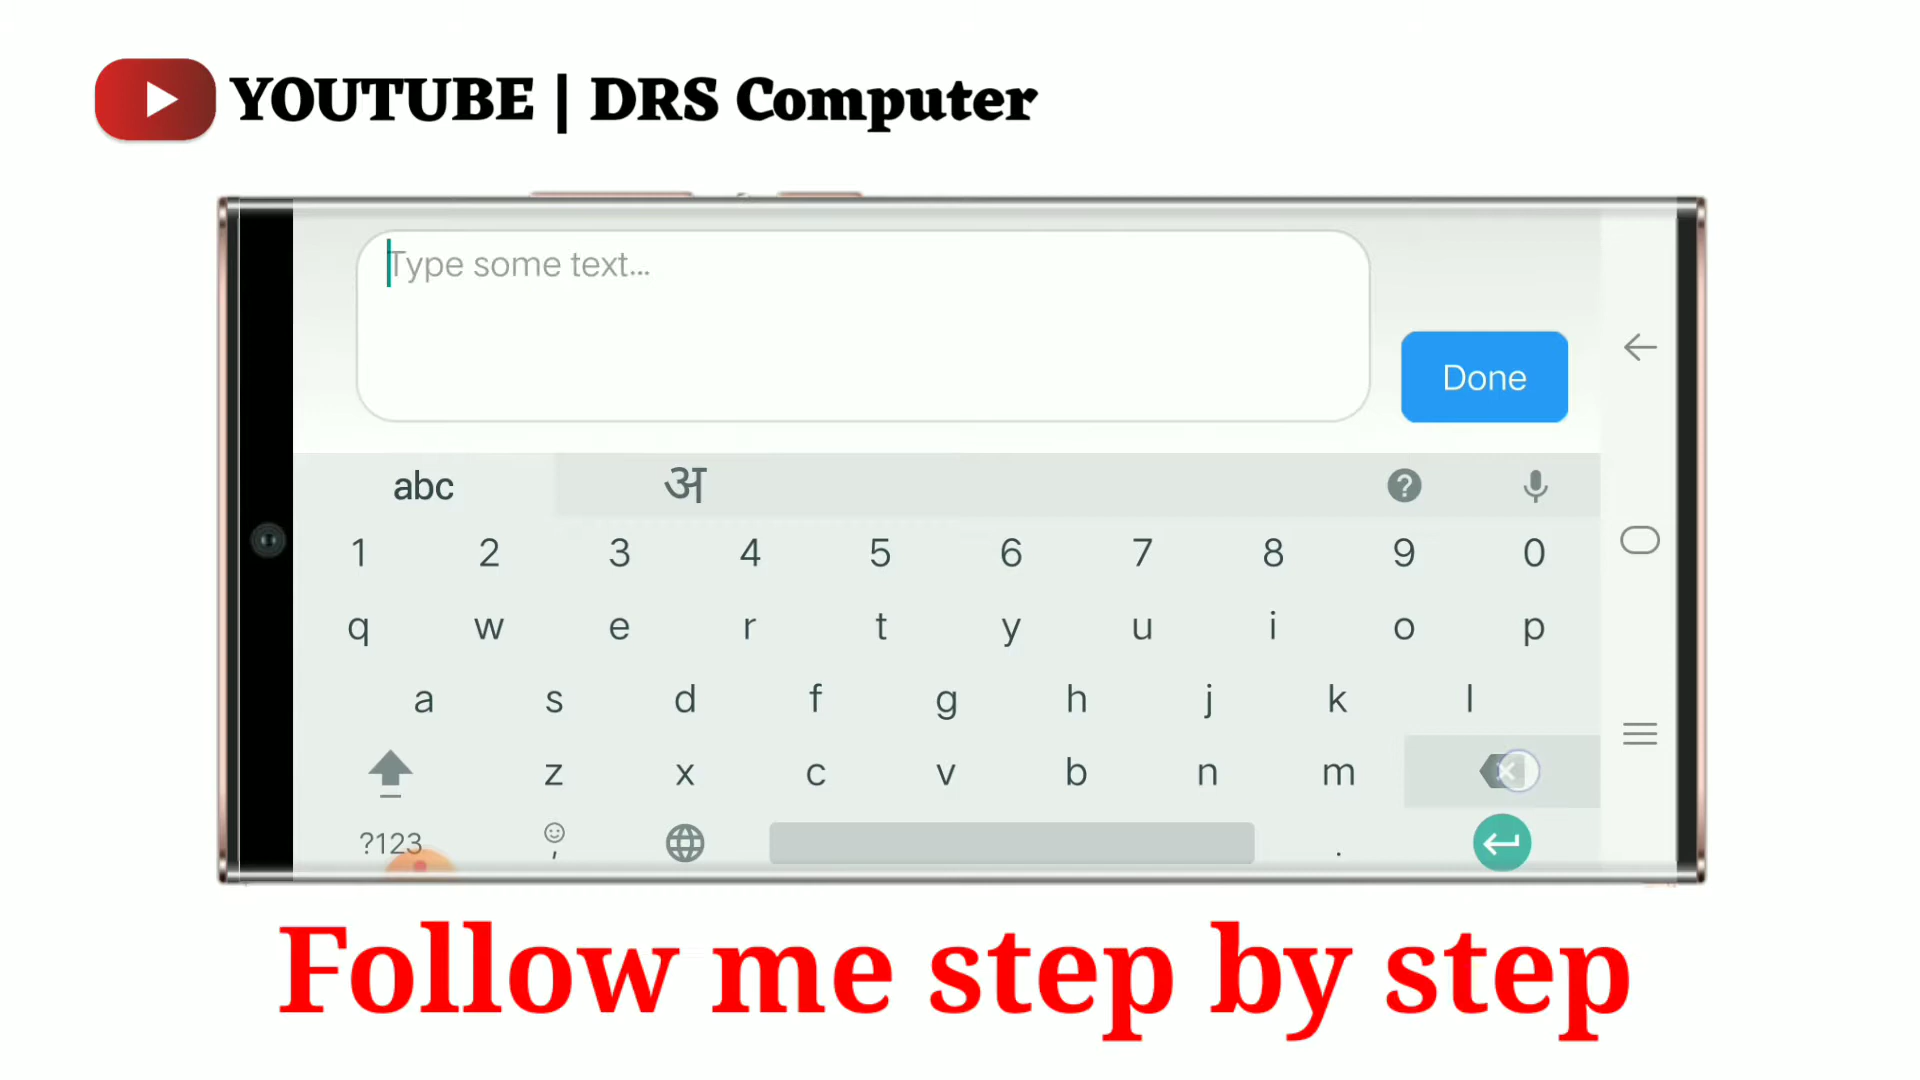 YOUTUBE | DRS Computer
Type some text...
Done
abc अ
1 2 3 4 5 6 7 8 9 0
q w e r t y u i o p
a s d f g h j k l
z x c v b n m
?123 , .
Follow me step by step